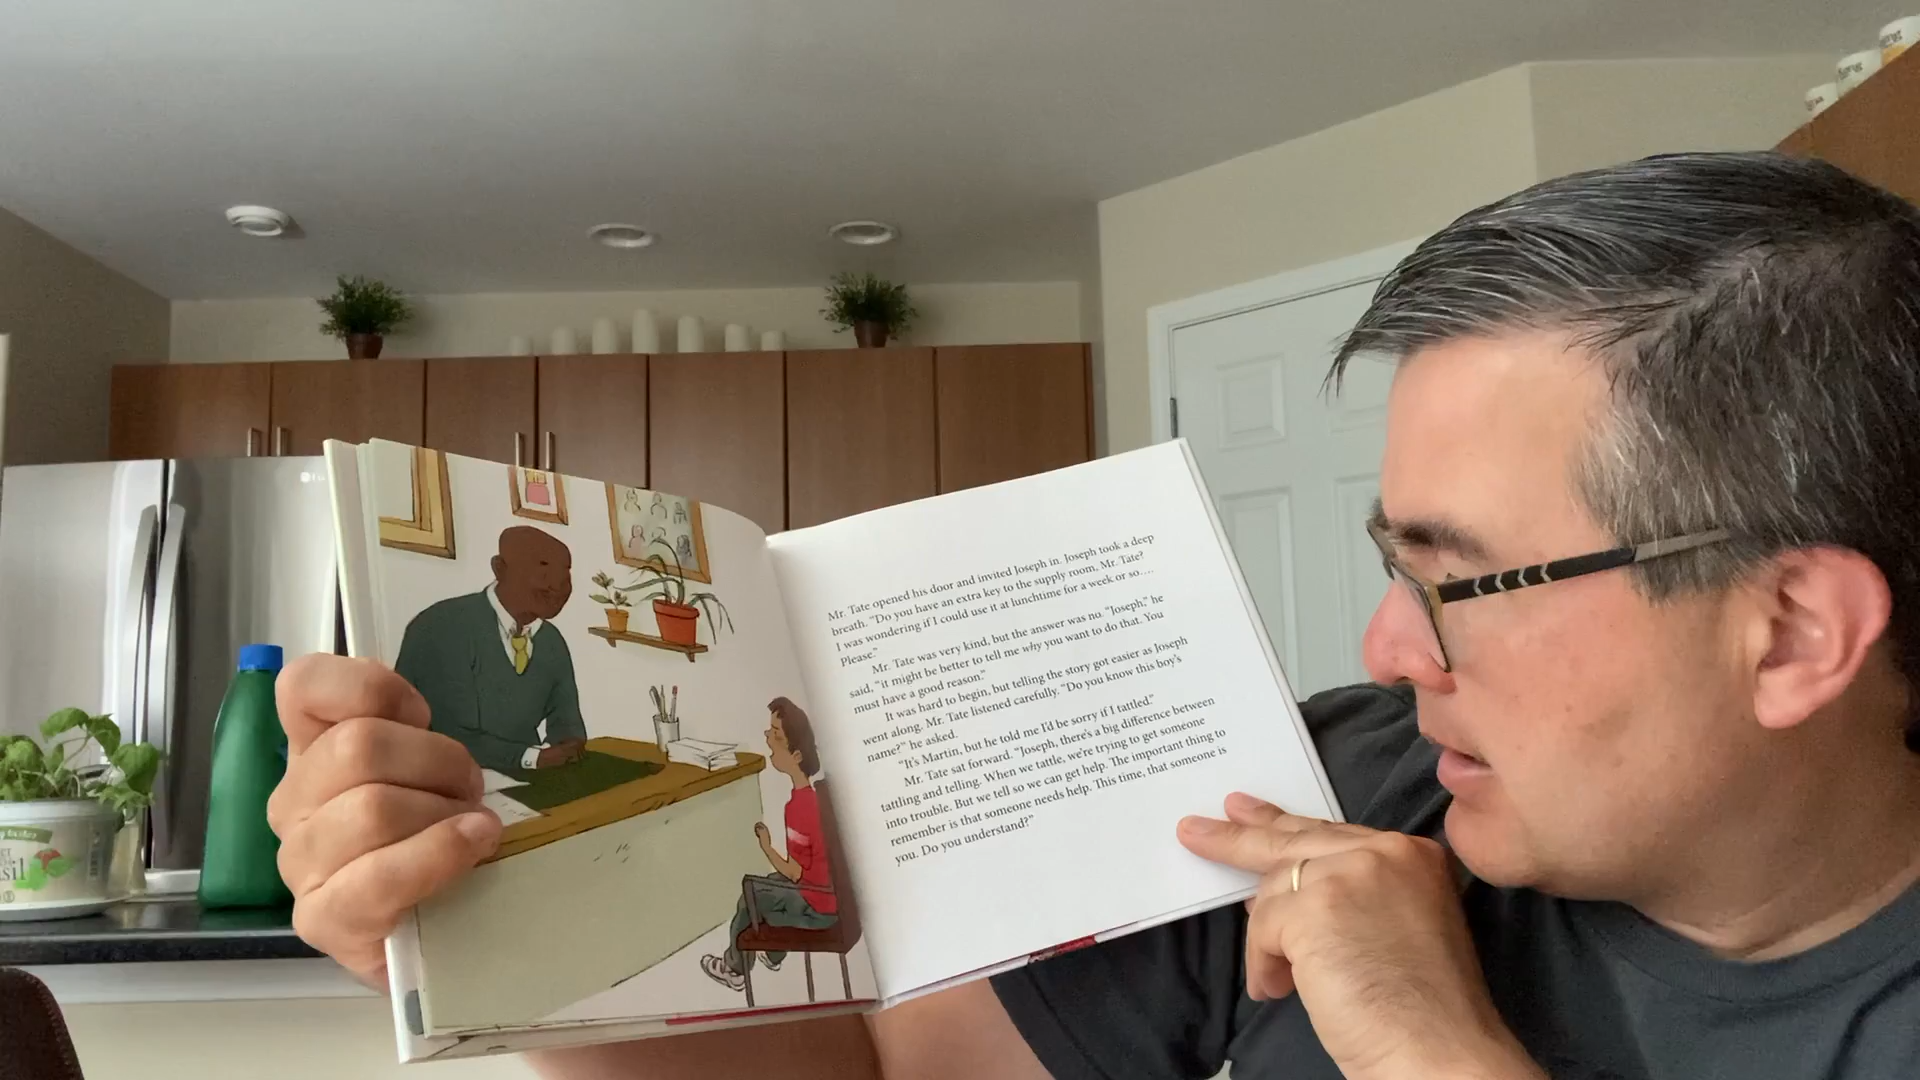 Mr. Tate opened his door and invited Joseph in. Joseph took a deep
breath. “Do you have an extra key to the supply room, Mr. Tate?
I was wondering if I could use it at lunchtime for a week or so….
Please.”
Mr. Tate was very kind, but the answer was no. “Joseph,” he
said, “it might be better to tell me why you want to do that. You
must have a good reason.”
It was hard to begin, but telling the story got easier as Joseph
went along. Mr. Tate listened carefully. “Do you know this boy’s
name?” he asked.
“It’s Martin, but he told me I’d be sorry if I tattled.”
Mr. Tate sat forward. “Joseph, there’s a big difference between
tattling and telling. When we tattle, we’re trying to get someone
into trouble. But we tell so we can get help. The important thing to
remember is that someone needs help. This time, that someone is
you. Do you understand?”
LG